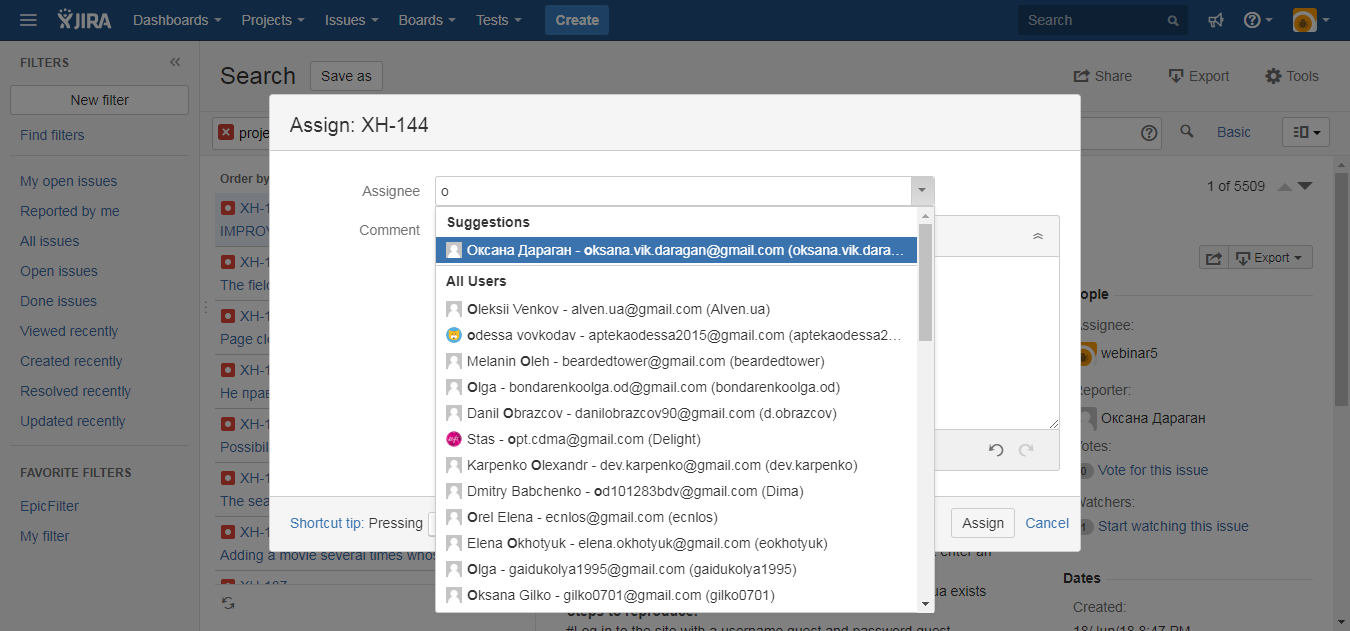 JIRA Dashboards Projects Issues Boards Tests Create Search
FILTERS
New filter
Find filters
My open issues
Reported by me
All issues
Open issues
Done issues
Viewed recently
Created recently
Resolved recently
Updated recently
FAVORITE FILTERS
EpicFilter
My filter
Search Save as Share Export Tools
Basic
Order by
XH-1
IMPROV
XH-1
The field
XH-1
Page clo
XH-1
Не прав
XH-1
Possibil
XH-1
The sea
XH-1
Adding a movie several times whos
XH-187
Assign: XH-144
Assignee o
Comment
Suggestions
Оксана Дараган - oksana.vik.daragan@gmail.com (oksana.vik.dara...
All Users
Oleksii Venkov - alven.ua@gmail.com (Alven.ua)
odessa vovkodav - aptekaodessa2015@gmail.com (aptekaodessa2...
Melanin Oleh - beardedtower@gmail.com (beardedtower)
Olga - bondarenkoolga.od@gmail.com (bondarenkoolga.od)
Danil Obrazcov - danilobrazcov90@gmail.com (d.obrazcov)
Stas - opt.cdma@gmail.com (Delight)
Karpenko Olexandr - dev.karpenko@gmail.com (dev.karpenko)
Dmitry Babchenko - od101283bdv@gmail.com (Dima)
Orel Elena - ecnlos@gmail.com (ecnlos)
Elena Okhotyuk - elena.okhotyuk@gmail.com (eokhotyuk)
Olga - gaidukolya1995@gmail.com (gaidukolya1995)
Oksana Gilko - gilko0701@gmail.com (gilko0701)
Shortcut tip: Pressing
Assign Cancel
1 of 5509
Export
ople
ssignee:
webinar5
Reporter:
Оксана Дараган
Votes:
0 Vote for this issue
Watchers:
1 Start watching this issue
Dates
Created:
18/Jun/18 8:47 PM
enter an
ua exists
Steps to reproduce:
#Log in to the site with a username guest and password guest